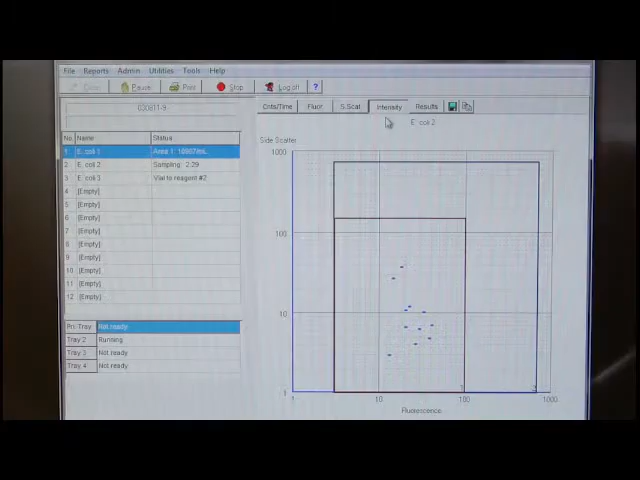 File Reports Admin Utilities Tools Help
Pause Print Stop Log off ?
030811-9
Cnts/Time Fluor. S.Scat Intensity Results
E. coli 2
No. Name Status
1 E. coli 1
2 E. coli 2 Sampling 2:29
3 E. coli 3 Vial to reagent #2
4 [Empty]
5 [Empty]
6 [Empty]
7 [Empty]
8 [Empty]
9 [Empty]
10 [Empty]
11 [Empty]
12 [Empty]
Pri. Tray Not ready
Tray 2 Running
Tray 3 Not ready
Tray 4 Not ready
Side Scatter
1000
100
10
1
1 10 100 1000
Fluorescence